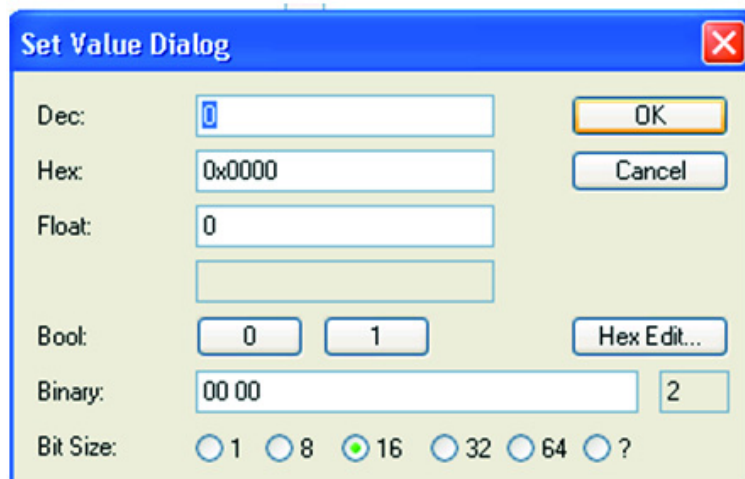 Set Value Dialog
Dec: 0 OK
Hex: 0x0000 Cancel
Float: 0
Bool: 0 1 Hex Edit...
Binary: 00 00 2
Bit Size: 1 8 16 32 64 ?